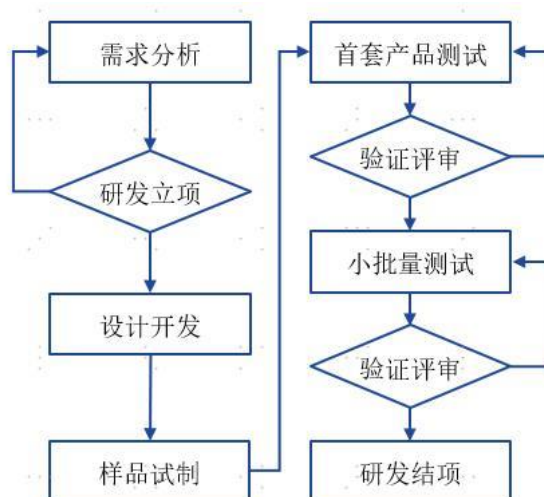 需求分析
研发立项
设计开发
样品试制
首套产品测试
验证评审
小批量测试
验证评审
研发结项